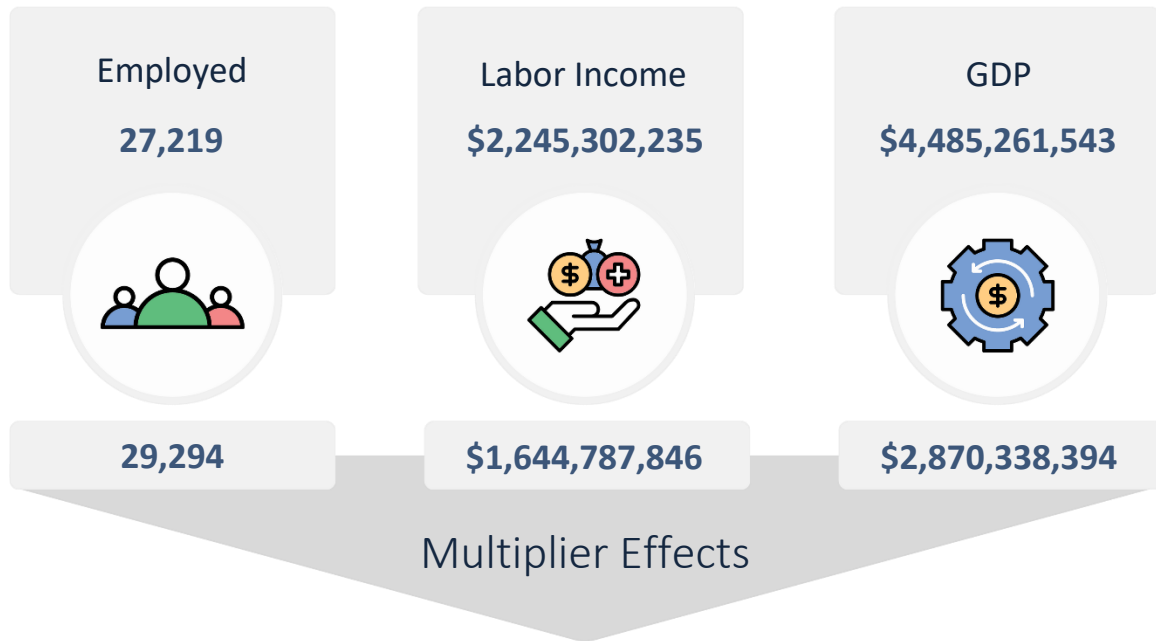 Employed
27,219
Labor Income
$2,245,302,235
GDP
$4,485,261,543
$
$
29,294
$1,644,787,846
$2,870,338,394
Multiplier Effects